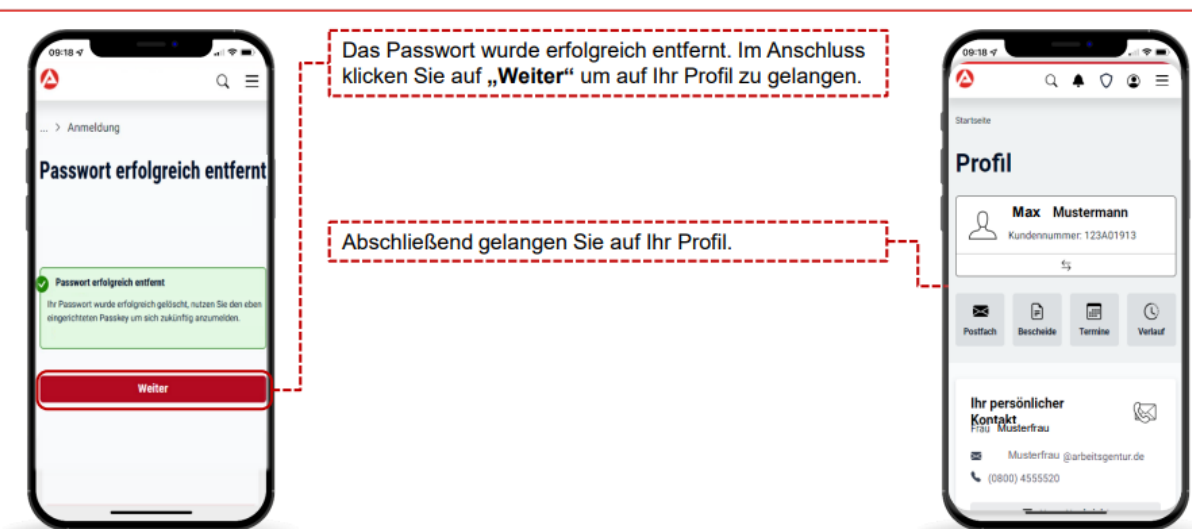 09:18
... > Anmeldung
Passwort erfolgreich entfernt
Passwort erfolgreich entfernt
Ihr Passwort wurde erfolgreich gelöscht, nutzen Sie den eben
eingerichteten Passkey um sich zukünftig anzumelden.
Weiter
Das Passwort wurde erfolgreich entfernt. Im Anschluss
klicken Sie auf „Weiter“ um auf Ihr Profil zu gelangen.
Abschließend gelangen Sie auf Ihr Profil.
09:18
Startseite
Profil
Max Mustermann
Kundennummer: 123A01913
Postfach Bescheide Termine Verlauf
Ihr persönlicher
Kontakt
Frau Musterfrau
Musterfrau @arbeitsgentur.de
(0800) 4555520